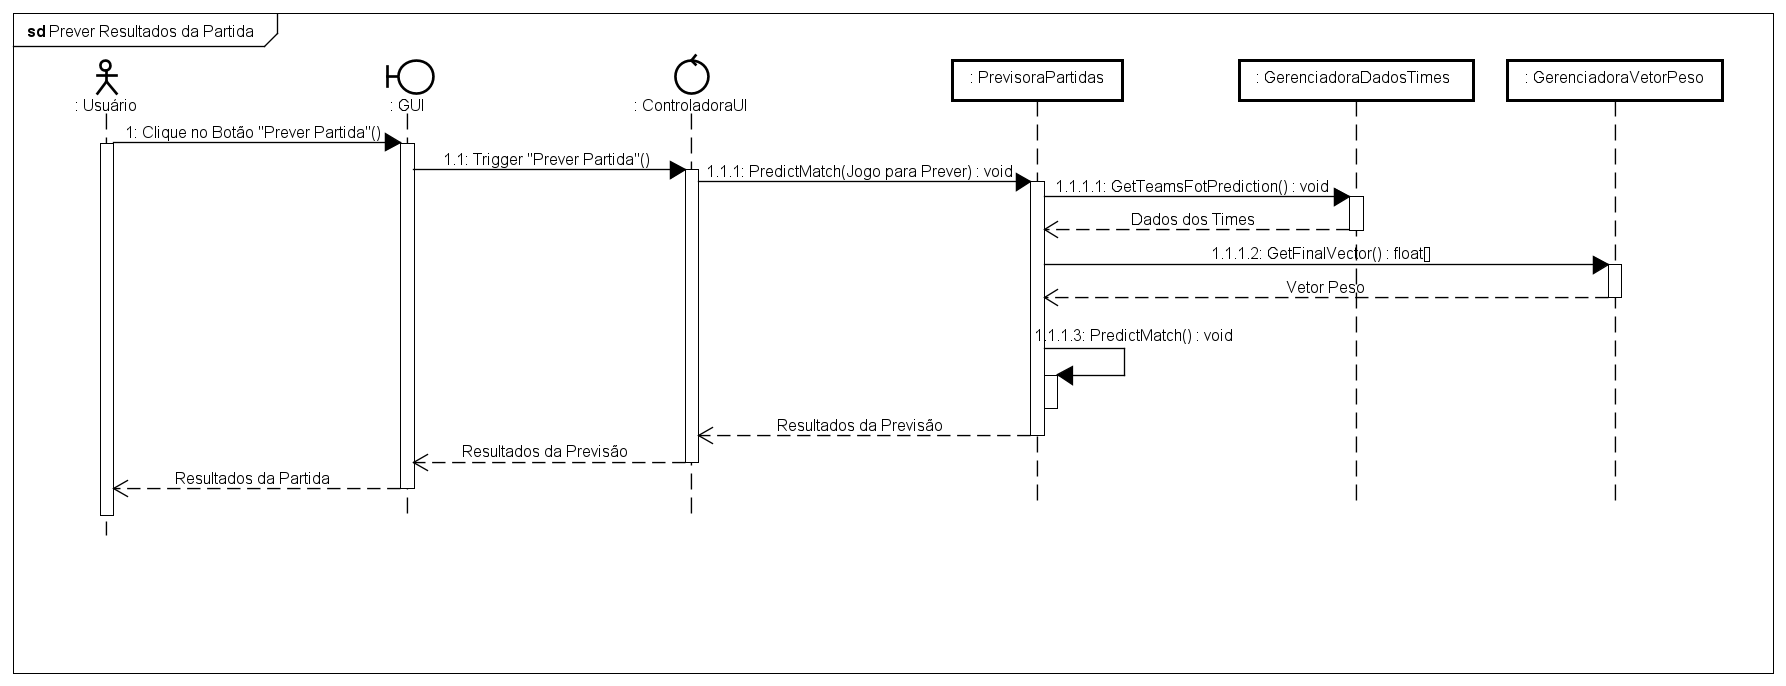 sd Prever Resultados da Partida
: Usuário
: GUI
: ControladoraUI
: PrevisoraPartidas
: GerenciadoraDadosTimes
: GerenciadoraVetorPeso
1: Clique no Botão "Prever Partida"()
1.1: Trigger "Prever Partida"()
1.1.1: PredictMatch(Jogo para Prever) : void
1.1.1.1: GetTeamsFotPrediction() : void
Dados dos Times
1.1.1.2: GetFinalVector() : float[]
Vetor Peso
1.1.1.3: PredictMatch() : void
Resultados da Previsão
Resultados da Previsão
Resultados da Partida